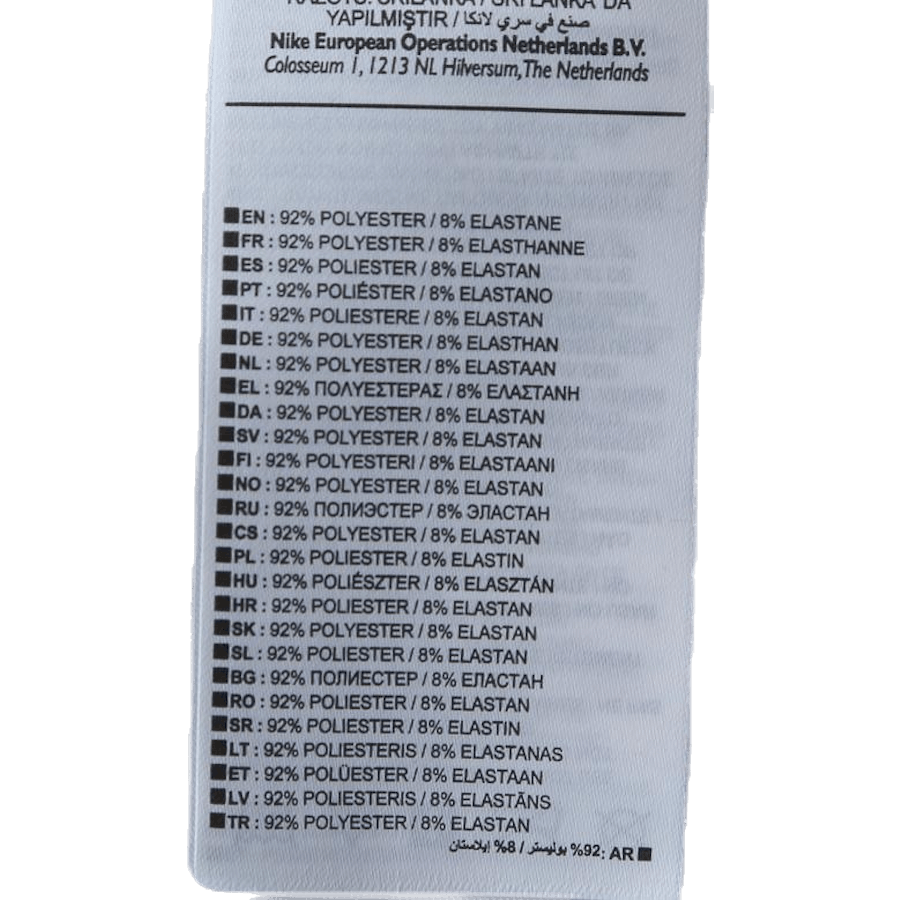 RAŽOTS: SRILANKA / SRI LANKA'DA
YAPILMIŞTIR / صنع في سري لانكا
Nike European Operations Netherlands B.V.
Colosseum 1, 1213 NL Hilversum, The Netherlands
EN : 92% POLYESTER / 8% ELASTANE
FR : 92% POLYESTER / 8% ELASTHANNE
ES : 92% POLIESTER / 8% ELASTAN
PT : 92% POLIÉSTER / 8% ELASTANO
IT : 92% POLIESTERE / 8% ELASTAN
DE : 92% POLYESTER / 8% ELASTHAN
NL : 92% POLYESTER / 8% ELASTAAN
EL : 92% ΠΟΛΥΕΣΤΕΡΑΣ / 8% ΕΛΑΣΤΑΝΗ
DA : 92% POLYESTER / 8% ELASTAN
SV : 92% POLYESTER / 8% ELASTAN
FI : 92% POLYESTERI / 8% ELASTAANI
NO : 92% POLYESTER / 8% ELASTAN
RU : 92% ПОЛИЭСТЕР / 8% ЭЛАСТАН
CS : 92% POLYESTER / 8% ELASTAN
PL : 92% POLIESTER / 8% ELASTIN
HU : 92% POLIÉSZTER / 8% ELASZTÁN
HR : 92% POLIESTER / 8% ELASTAN
SK : 92% POLYESTER / 8% ELASTAN
SL : 92% POLIESTER / 8% ELASTAN
BG : 92% ПОЛИЕСТЕР / 8% ЕЛАСТАН
RO : 92% POLIESTER / 8% ELASTAN
SR : 92% POLIESTER / 8% ELASTIN
LT : 92% POLIESTERIS / 8% ELASTANAS
ET : 92% POLÜESTER / 8% ELASTAAN
LV : 92% POLIESTERIS / 8% ELASTĀNS
TR : 92% POLYESTER / 8% ELASTAN
AR :92% بوليستر / 8% إيلاستان